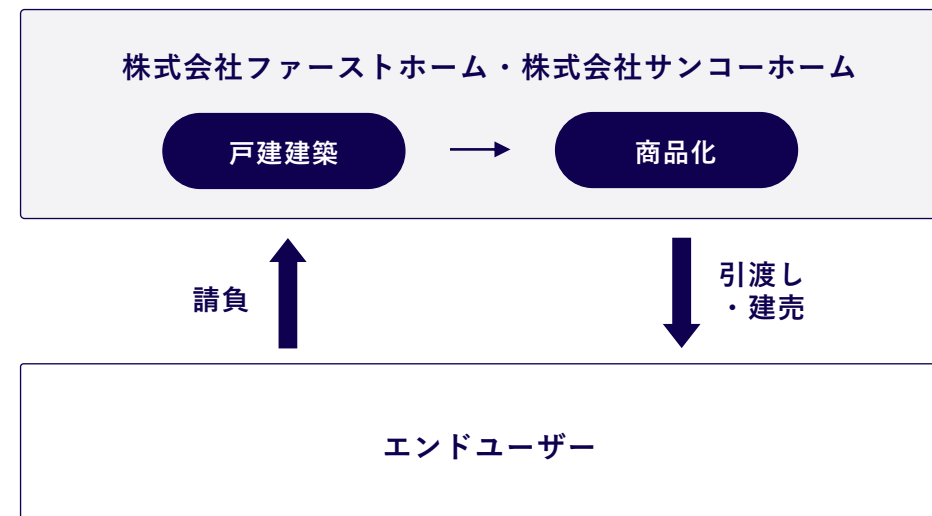 株式会社ファーストホーム・株式会社サンコーホーム
戸建建築
商品化
請負
引渡し
・建売
エンドユーザー